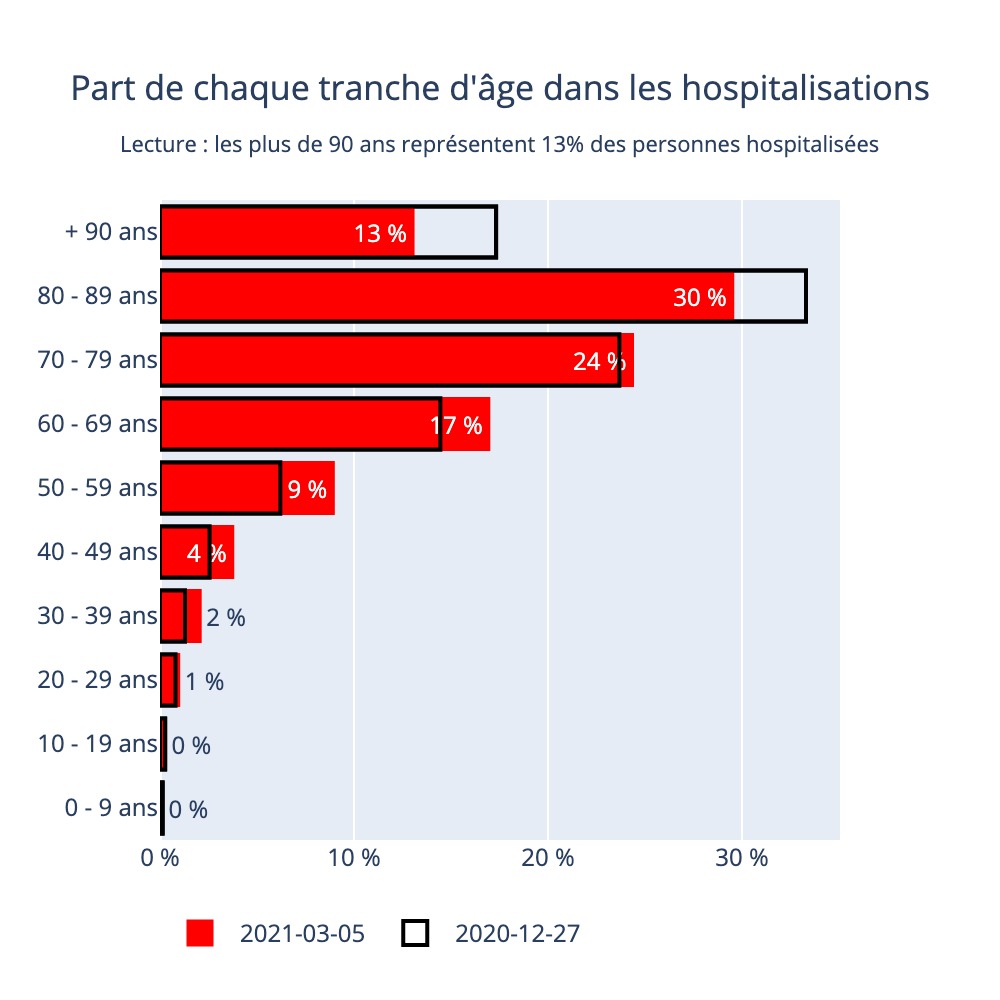 Part de chaque tranche d'âge dans les hospitalisations
Lecture : les plus de 90 ans représentent 13% des personnes hospitalisées
+ 90 ans 13 %
80 - 89 ans 30 %
70 - 79 ans 24 %
60 - 69 ans 17 %
50 - 59 ans 9 %
40 - 49 ans 4 %
30 - 39 ans 2 %
20 - 29 ans 1 %
10 - 19 ans 0 %
0 - 9 ans 0 %
0 % 10 % 20 % 30 %
2021-03-05 2020-12-27